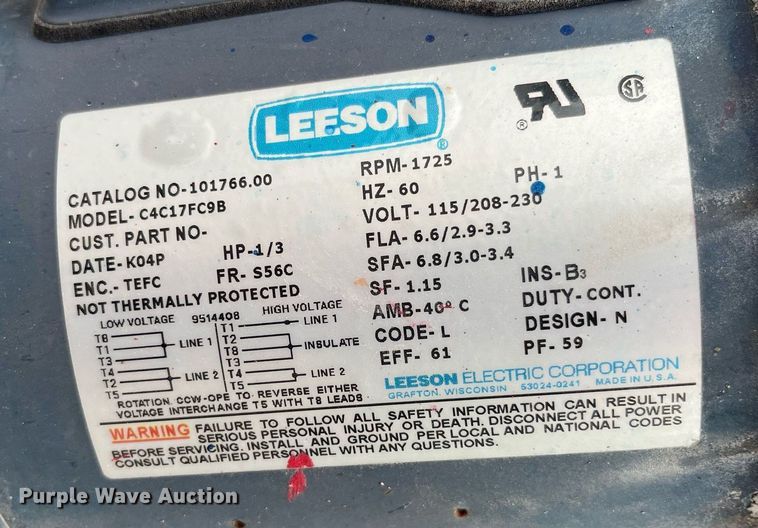 LEESON
®
UR
®
SA
CATALOG NO-101766.00
MODEL- C4C17FC9B
CUST. PART NO-
DATE-K04P HP-1/3
ENC.- TEFC FR- S56C
NOT THERMALLY PROTECTED
RPM-1725
HZ- 60 PH- 1
VOLT- 115/208-230
FLA- 6.6/2.9-3.3
SFA- 6.8/3.0-3.4
SF- 1.15 INS-B3
AMB-40º C DUTY-CONT.
CODE- L DESIGN- N
EFF- 61 PF- 59
LOW VOLTAGE 9514408 HIGH VOLTAGE
T8
T1
T3
LINE 1
T4
T2
T5
LINE 2
T1
LINE 1
T2
T8
T3
INSULATE
T4
T5
LINE 2
ROTATION CCW-OPE TO REVERSE EITHER
VOLTAGE INTERCHANGE T5 WITH T8 LEADS
LEESON ELECTRIC CORPORATION
GRAFTON, WISCONSIN 53024-0241 MADE IN U.S.A.
WARNING FAILURE TO FOLLOW ALL SAFETY INFORMATION CAN RESULT IN
SERIOUS PERSONAL INJURY OR DEATH. DISCONNECT ALL POWER
BEFORE SERVICING. INSTALL AND GROUND PER LOCAL AND NATIONAL CODES
CONSULT QUALIFIED PERSONNEL WITH ANY QUESTIONS.
Purple Wave Auction